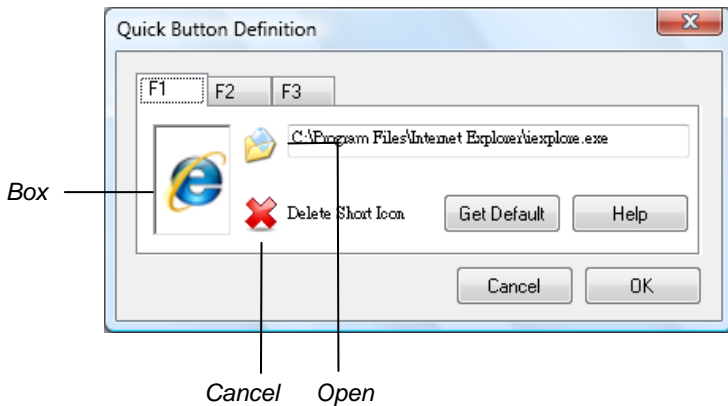 Quick Button Definition
F1 F2 F3
C:\Program Files\Internet Explorer\iexplore.exe
Box
Delete Short Icon Get Default Help
Cancel OK
Cancel Open